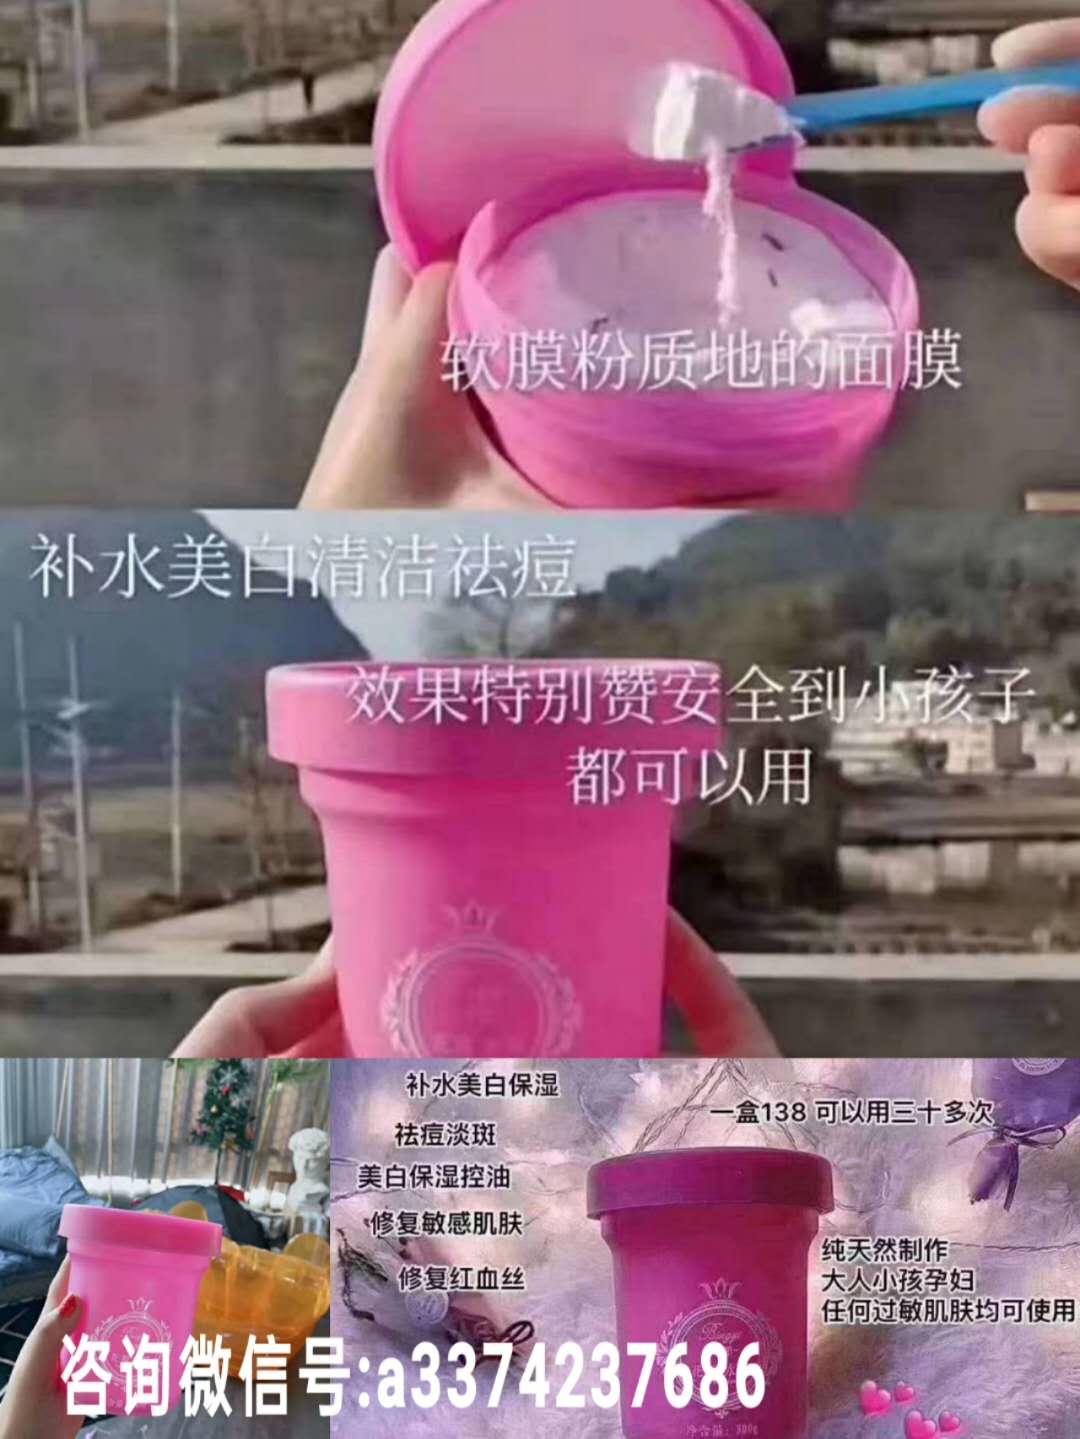 软膜粉质地的面膜
补水美白清洁祛痘
效果特别赞安全到小孩子
都可以用
补水美白保湿
一盒138 可以用三十多次
祛痘淡斑
美白保湿控油
修复敏感肌肤
修复红血丝
纯天然制作
大人小孩孕妇
任何过敏肌肤均可使用
咨询微信号:a3374237686